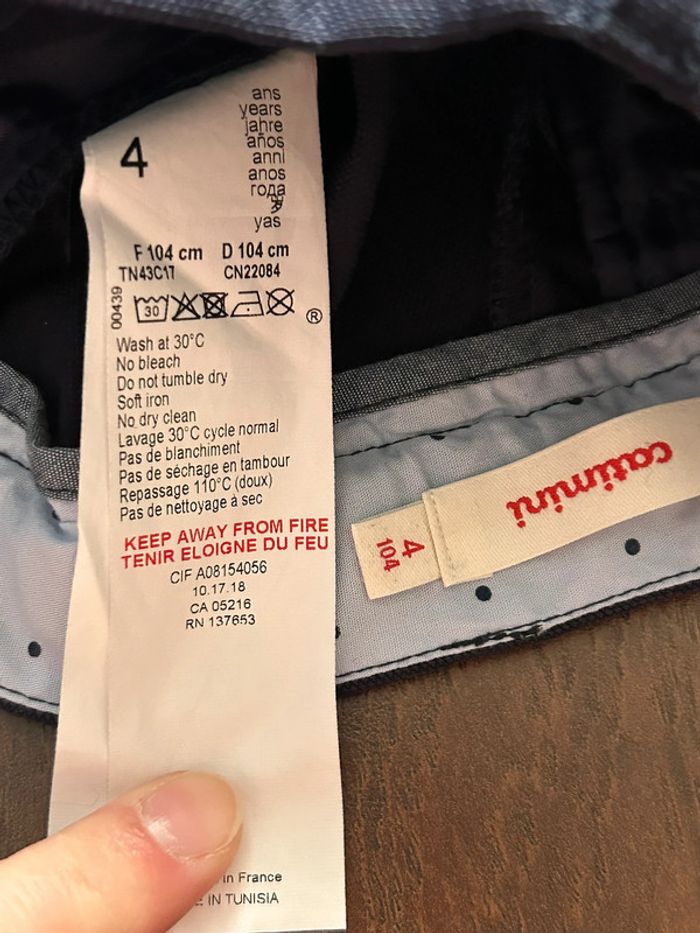 ans
years
jahre
años
anni
anos
года
yas
4
F 104 cm D 104 cm
TN43C17 CN22084
00439
30
®
Wash at 30°C
No bleach
Do not tumble dry
Soft iron
No dry clean
Lavage 30°C cycle normal
Pas de blanchiment
Pas de séchage en tambour
Repassage 110°C (doux)
Pas de nettoyage à sec
KEEP AWAY FROM FIRE
TENIR ELOIGNE DU FEU
CIF A08154056
10.17.18
CA 05216
RN 137653
in France
IN TUNISIA
catimini
4
104